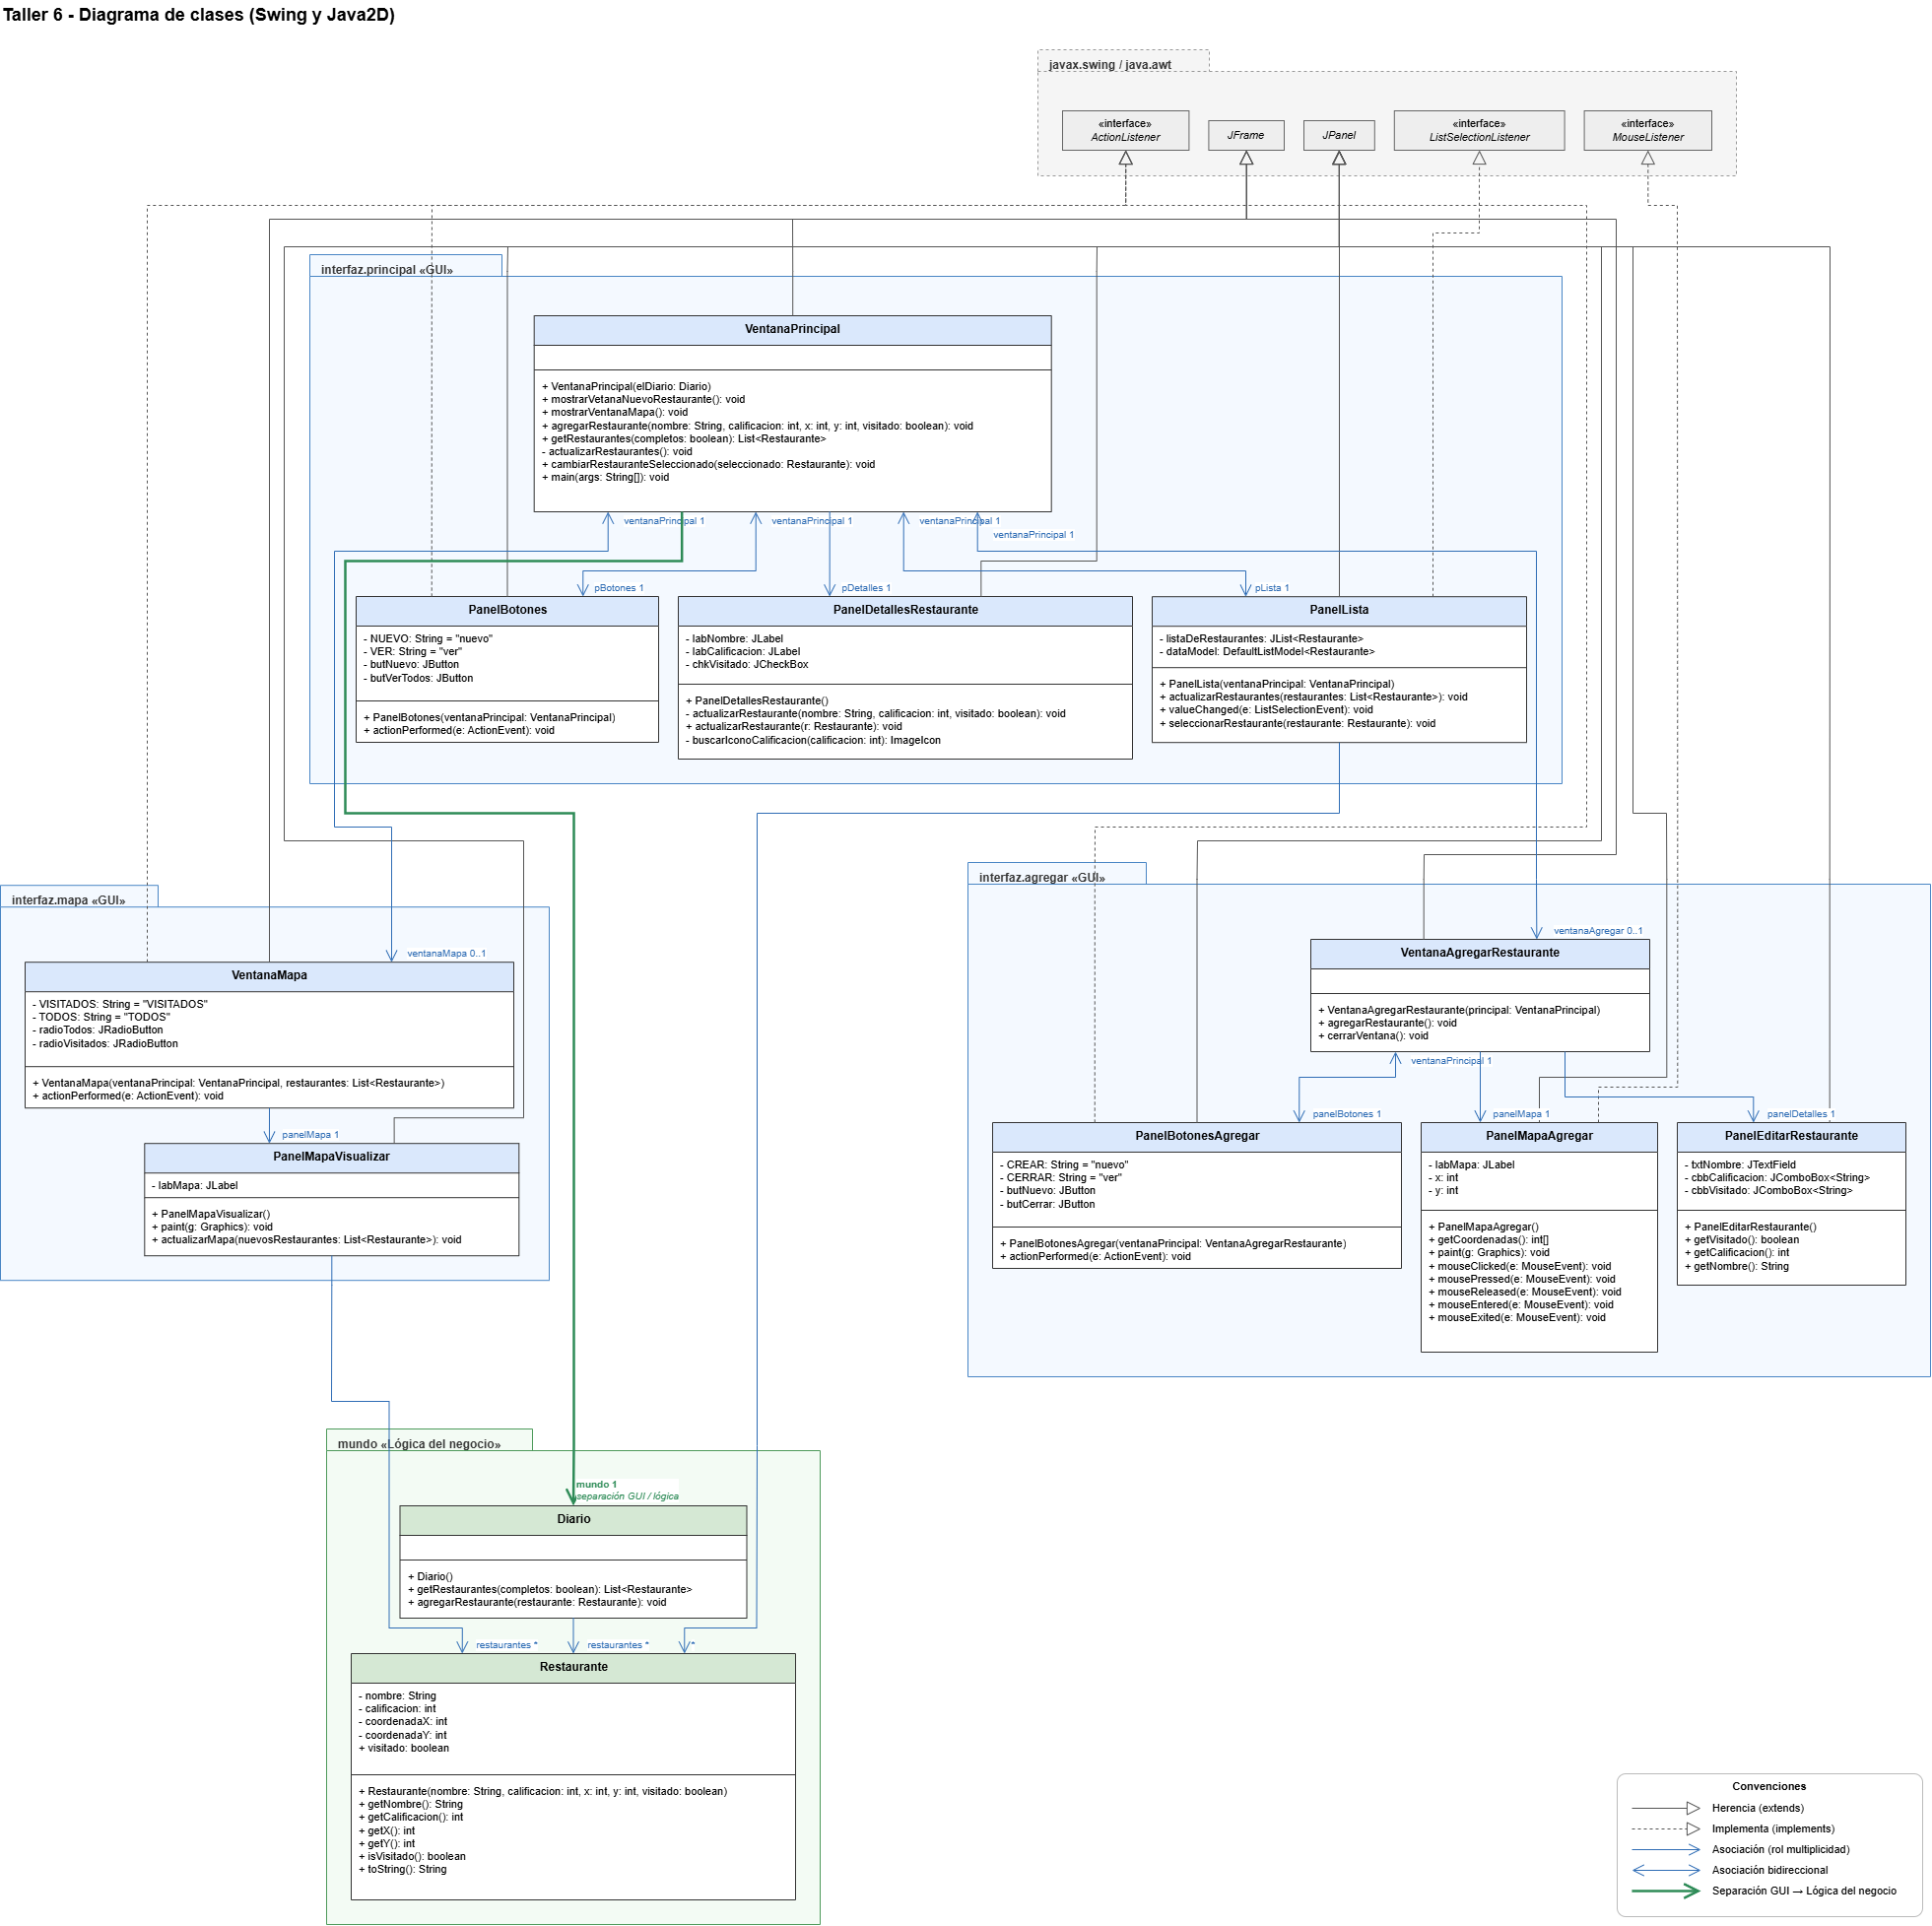 Taller 6 - Diagrama de clases (Swing y Java2D)
javax.swing / java.awt
«interface»
ActionListener
JFrame
JPanel
«interface»
ListSelectionListener
«interface»
MouseListener
interfaz.principal «GUI»
VentanaPrincipal
+ VentanaPrincipal(elDiario: Diario)
+ mostrarVetanaNuevoRestaurante(): void
+ mostrarVentanaMapa(): void
+ agregarRestaurante(nombre: String, calificacion: int, x: int, y: int, visitado: boolean): void
+ getRestaurantes(completos: boolean): List<Restaurante>
- actualizarRestaurantes(): void
+ cambiarRestauranteSeleccionado(seleccionado: Restaurante): void
+ main(args: String[]): void
ventanaPrincipal 1
ventanaPrincipal 1
ventanaPrincipal 1
ventanaPrincipal 1
pBotones 1
pDetalles 1
pLista 1
PanelBotones
- NUEVO: String = "nuevo"
- VER: String = "ver"
- butNuevo: JButton
- butVerTodos: JButton
+ PanelBotones(ventanaPrincipal: VentanaPrincipal)
+ actionPerformed(e: ActionEvent): void
PanelDetallesRestaurante
- labNombre: JLabel
- labCalificacion: JLabel
- chkVisitado: JCheckBox
+ PanelDetallesRestaurante()
- actualizarRestaurante(nombre: String, calificacion: int, visitado: boolean): void
+ actualizarRestaurante(r: Restaurante): void
- buscarIconoCalificacion(calificacion: int): ImageIcon
PanelLista
- listaDeRestaurantes: JList<Restaurante>
- dataModel: DefaultListModel<Restaurante>
+ PanelLista(ventanaPrincipal: VentanaPrincipal)
+ actualizarRestaurantes(restaurantes: List<Restaurante>): void
+ valueChanged(e: ListSelectionEvent): void
+ seleccionarRestaurante(restaurante: Restaurante): void
interfaz.mapa «GUI»
ventanaMapa 0..1
VentanaMapa
- VISITADOS: String = "VISITADOS"
- TODOS: String = "TODOS"
- radioTodos: JRadioButton
- radioVisitados: JRadioButton
+ VentanaMapa(ventanaPrincipal: VentanaPrincipal, restaurantes: List<Restaurante>)
+ actionPerformed(e: ActionEvent): void
panelMapa 1
PanelMapaVisualizar
- labMapa: JLabel
+ PanelMapaVisualizar()
+ paint(g: Graphics): void
+ actualizarMapa(nuevosRestaurantes: List<Restaurante>): void
interfaz.agregar «GUI»
ventanaAgregar 0..1
VentanaAgregarRestaurante
+ VentanaAgregarRestaurante(principal: VentanaPrincipal)
+ agregarRestaurante(): void
+ cerrarVentana(): void
ventanaPrincipal 1
panelBotones 1
panelMapa 1
panelDetalles 1
PanelBotonesAgregar
- CREAR: String = "nuevo"
- CERRAR: String = "ver"
- butNuevo: JButton
- butCerrar: JButton
+ PanelBotonesAgregar(ventanaPrincipal: VentanaAgregarRestaurante)
+ actionPerformed(e: ActionEvent): void
PanelMapaAgregar
- labMapa: JLabel
- x: int
- y: int
+ PanelMapaAgregar()
+ getCoordenadas(): int[]
+ paint(g: Graphics): void
+ mouseClicked(e: MouseEvent): void
+ mousePressed(e: MouseEvent): void
+ mouseReleased(e: MouseEvent): void
+ mouseEntered(e: MouseEvent): void
+ mouseExited(e: MouseEvent): void
PanelEditarRestaurante
- txtNombre: JTextField
- cbbCalificacion: JComboBox<String>
- cbbVisitado: JComboBox<String>
+ PanelEditarRestaurante()
+ getVisitado(): boolean
+ getCalificacion(): int
+ getNombre(): String
mundo «Lógica del negocio»
mundo 1
separación GUI / lógica
Diario
+ Diario()
+ getRestaurantes(completos: boolean): List<Restaurante>
+ agregarRestaurante(restaurante: Restaurante): void
restaurantes *
restaurantes *
*
Restaurante
- nombre: String
- calificacion: int
- coordenadaX: int
- coordenadaY: int
+ visitado: boolean
+ Restaurante(nombre: String, calificacion: int, x: int, y: int, visitado: boolean)
+ getNombre(): String
+ getCalificacion(): int
+ getX(): int
+ getY(): int
+ isVisitado(): boolean
+ toString(): String
Convenciones
Herencia (extends)
Implementa (implements)
Asociación (rol multiplicidad)
Asociación bidireccional
Separación GUI → Lógica del negocio